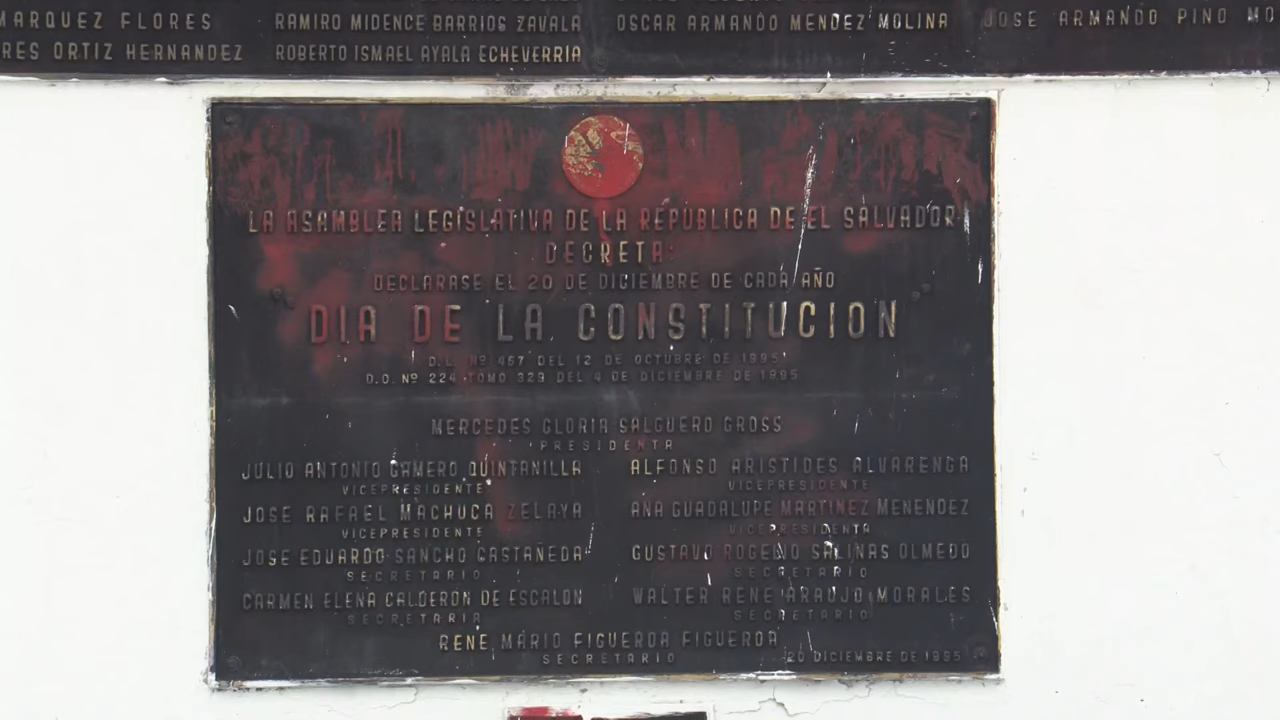 MARQUEZ FLORES RAMIRO MIDENCE BARRIOS ZAVALA OSCAR ARMANDO MENDEZ MOLINA JOSE ARMANDO PINO MO
RES ORTIZ HERNANDEZ ROBERTO ISMAEL AYALA ECHEVERRIA
LA ASAMBLEA LEGISLATIVA DE LA REPUBLICA DE EL SALVADOR
DECRETA:
DECLARASE EL 20 DE DICIEMBRE DE CADA AÑO
"DIA DE LA CONSTITUCION"
D.L. Nº 467 DEL 12 DE OCTUBRE DE 1995
D.O. Nº 224 TOMO 329 DEL 4 DE DICIEMBRE DE 1995
MERCEDES GLORIA SALGUERO GROSS
PRESIDENTA
JULIO ANTONIO GAMERO QUINTANILLA ALFONSO ARISTIDES ALVARENGA
VICEPRESIDENTE VICEPRESIDENTE
JOSE RAFAEL MACHUCA ZELAYA ANA GUADALUPE MARTINEZ MENENDEZ
VICEPRESIDENTE VICEPRESIDENTA
JOSE EDUARDO SANCHO CASTAÑEDA GUSTAVO ROGELIO SALINAS OLMEDO
SECRETARIO SECRETARIO
CARMEN ELENA CALDERON DE ESCALON WALTER RENE ARAUJO MORALES
SECRETARIA SECRETARIO
RENE MARIO FIGUEROA FIGUEROA
SECRETARIO 20 DICIEMBRE DE 1995